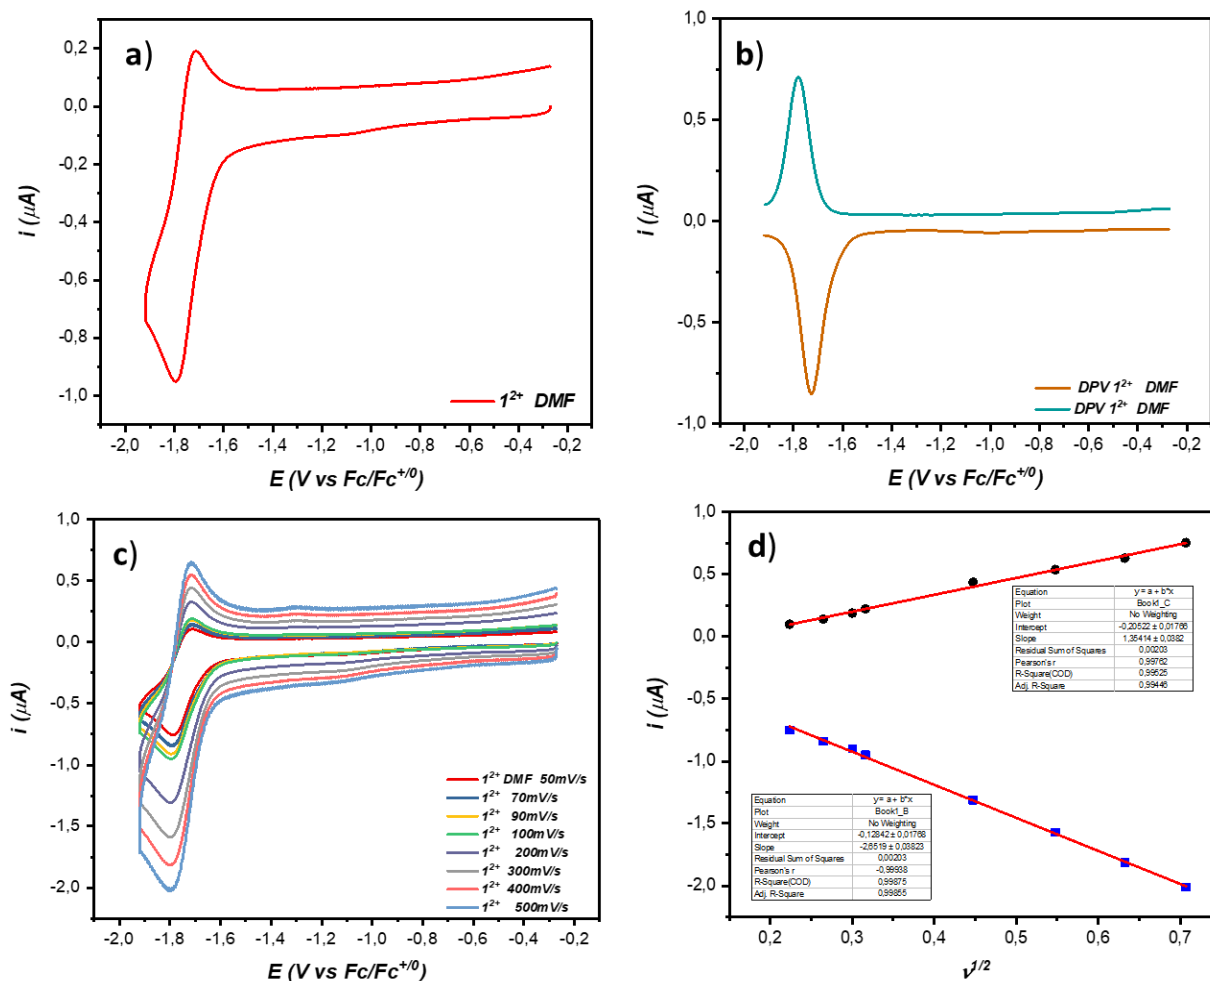 a)
0,2
0,0
-0,2
-0,4
-0,6
-0,8
-1,0
i (μA)
1²⁺ DMF
-2,0 -1,8 -1,6 -1,4 -1,2 -1,0 -0,8 -0,6 -0,4 -0,2
E (V vs Fc/Fc⁺/⁰)
b)
1,0
0,5
0,0
-0,5
-1,0
i (μA)
DPV 1²⁺ DMF
DPV 1²⁺ DMF
-2,0 -1,8 -1,6 -1,4 -1,2 -1,0 -0,8 -0,6 -0,4 -0,2
E (V vs Fc/Fc⁺/⁰)
c)
1,0
0,5
0,0
-0,5
-1,0
-1,5
-2,0
i (μA)
1²⁺ DMF 50mV/s
1²⁺ 70mV/s
1²⁺ 90mV/s
1²⁺ 100mV/s
1²⁺ 200mV/s
1²⁺ 300mV/s
1²⁺ 400mV/s
1²⁺ 500mV/s
-2,0 -1,8 -1,6 -1,4 -1,2 -1,0 -0,8 -0,6 -0,4 -0,2
E (V vs Fc/Fc⁺/⁰)
d)
1,0
0,5
0,0
-0,5
-1,0
-1,5
-2,0
i (μA)
Equation y = a + b*x
Plot Book1_C
Weight No Weighting
Intercept -0,20522 ± 0,01766
Slope 1,35414 ± 0,0382
Residual Sum of Squares 0,00203
Pearson's r 0,99762
R-Square(COD) 0,99525
Adj. R-Square 0,99446
Equation y = a + b*x
Plot Book1_B
Weight No Weighting
Intercept -0,12842 ± 0,01768
Slope -2,6519 ± 0,03823
Residual Sum of Squares 0,00203
Pearson's r -0,99938
R-Square(COD) 0,99875
Adj. R-Square 0,99855
0,2 0,3 0,4 0,5 0,6 0,7
ν¹/²